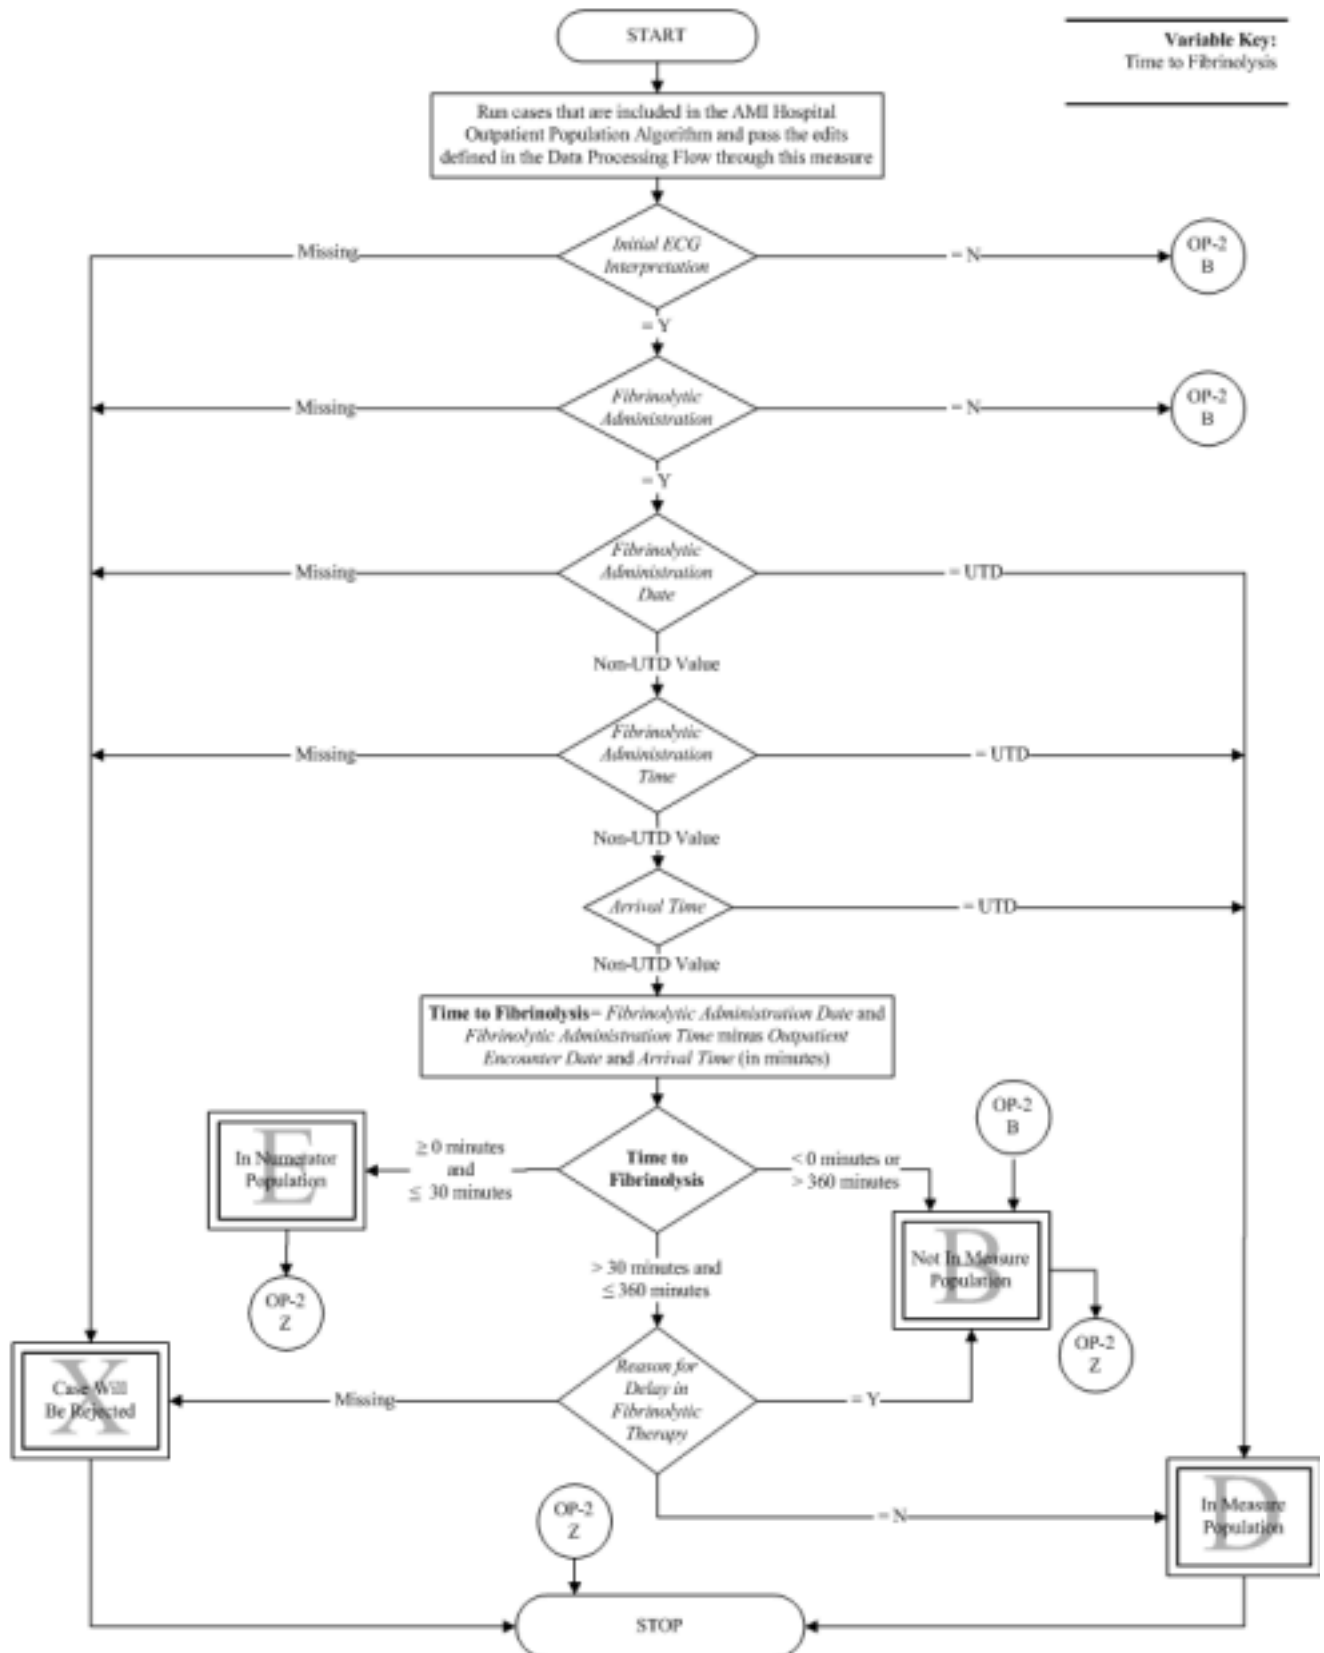 START
Variable Key:
Time to Fibrinolysis
Run cases that are included in the AMI Hospital
Outpatient Population Algorithm and pass the edits
defined in the Data Processing Flow through this measure
Missing
Initial ECG
Interpretation
= N
OP-2
B
= Y
Missing
Fibrinolytic
Administration
= N
OP-2
B
= Y
Missing
Fibrinolytic
Administration
Date
= UTD
Non-UTD Value
Missing
Fibrinolytic
Administration
Time
= UTD
Non-UTD Value
Arrival Time
= UTD
Non-UTD Value
Time to Fibrinolysis= Fibrinolytic Administration Date and
Fibrinolytic Administration Time minus Outpatient
Encounter Date and Arrival Time (in minutes)
OP-2
B
E
In Numerator
Population
≥ 0 minutes
and
≤ 30 minutes
Time to
Fibrinolysis
< 0 minutes or
> 360 minutes
B
Not In Measure
Population
> 30 minutes and
≤ 360 minutes
OP-2
Z
OP-2
Z
X
Case Will
Be Rejected
Missing
Reason for
Delay in
Fibrinolytic
Therapy
= Y
OP-2
Z
= N
D
In Measure
Population
STOP